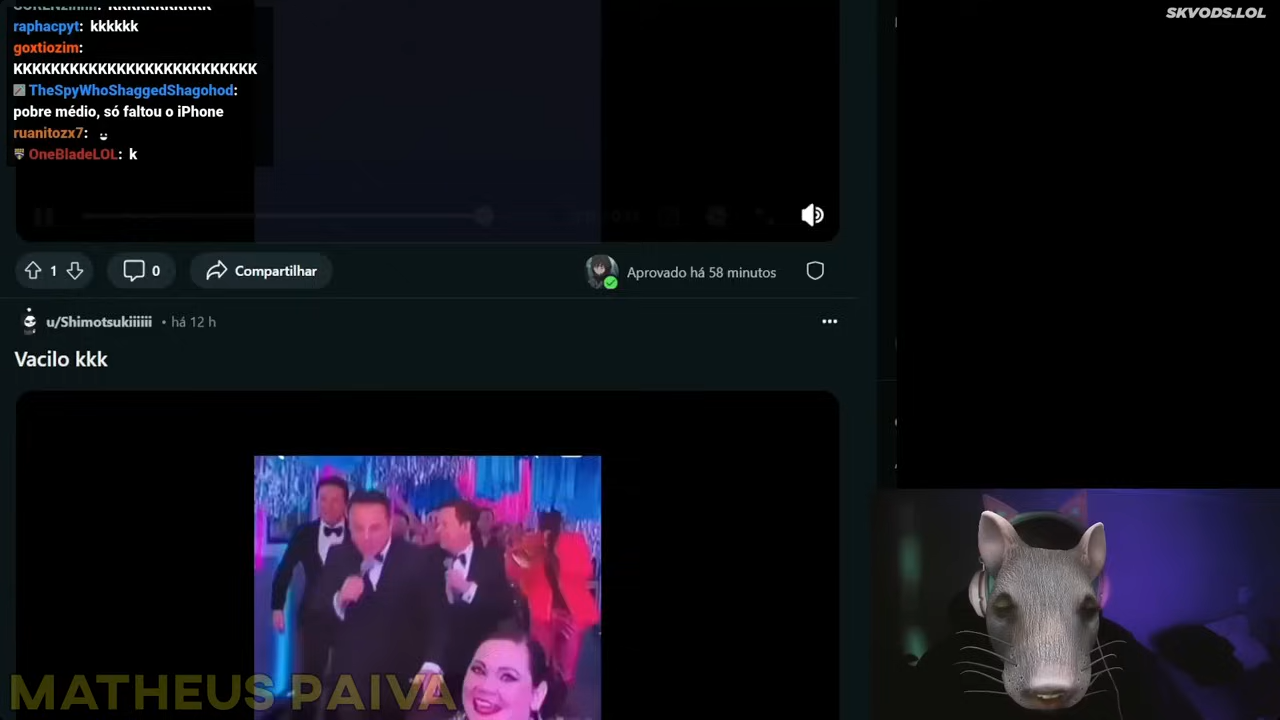 SKVODS.LOL
raphacpyt: kkkkkk
goxtiozim:
KKKKKKKKKKKKKKKKKKKKKKKKKK
TheSpyWhoShaggedShagohod:
pobre médio, só faltou o iPhone
ruanitozx7:
OneBladeLOL: k
1
0
Compartilhar
Aprovado há 58 minutos
u/Shimotsukiiiiii • há 12 h
Vacilo kkk
MATHEUS PAIVA